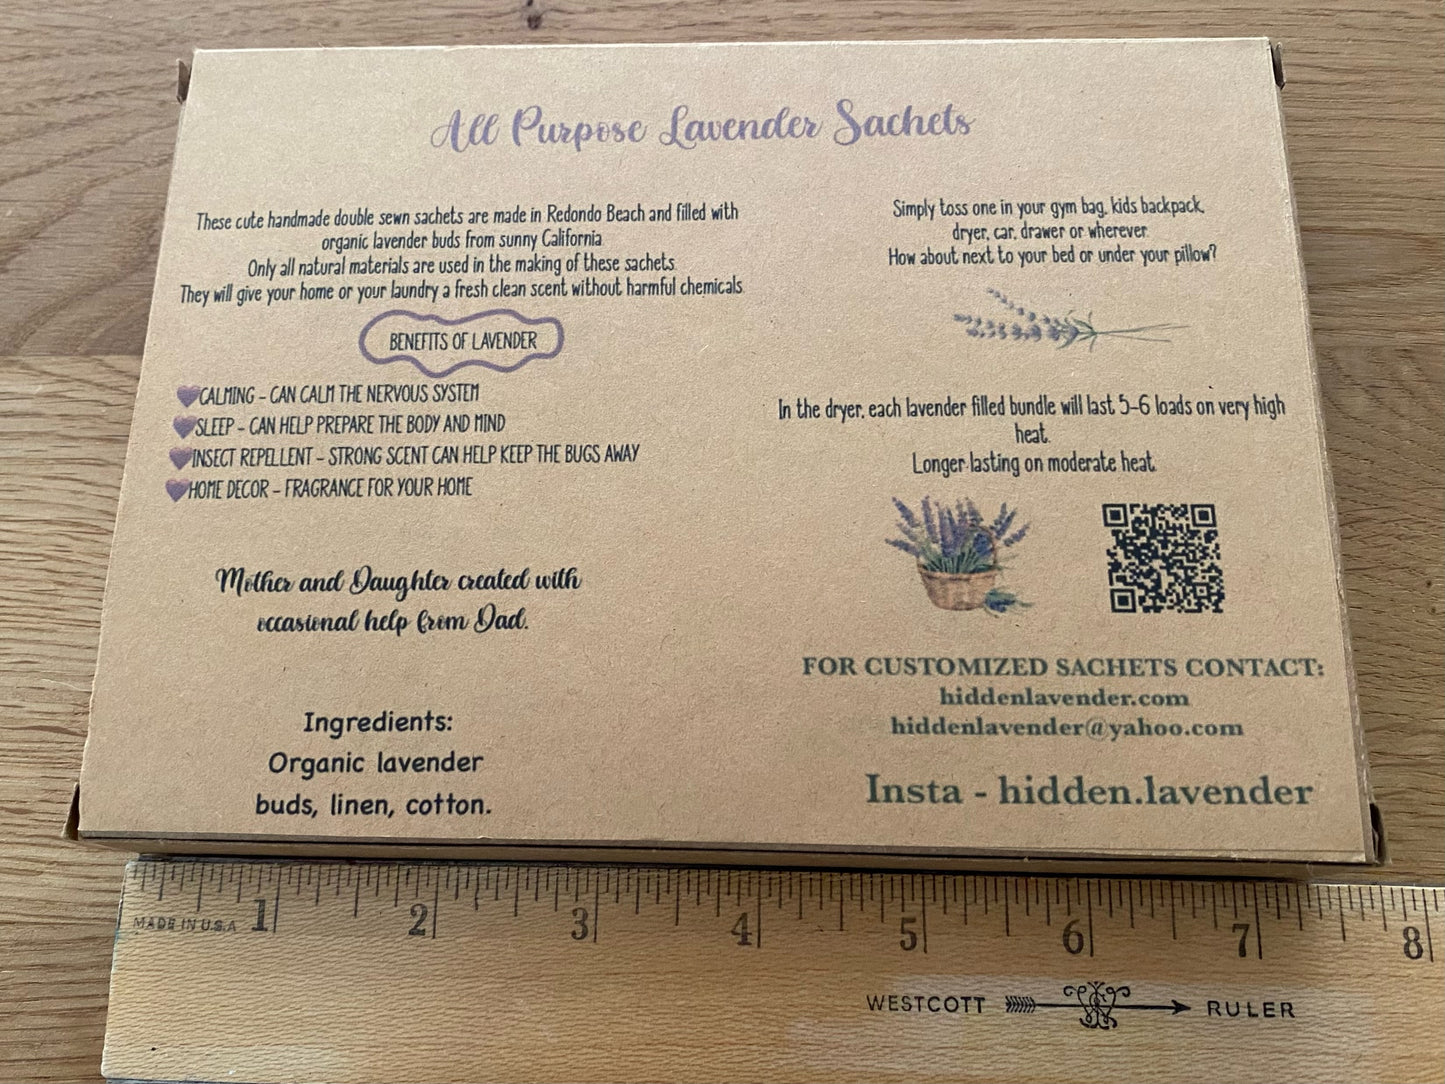 All Purpose Lavender Sachets
These cute handmade double sewn sachets are made in Redondo Beach and filled with
organic lavender buds from sunny California.
Only all natural materials are used in the making of these sachets.
They will give your home or your laundry a fresh clean scent without harmful chemicals.
BENEFITS OF LAVENDER
CALMING - CAN CALM THE NERVOUS SYSTEM
SLEEP - CAN HELP PREPARE THE BODY AND MIND
INSECT REPELLENT - STRONG SCENT CAN HELP KEEP THE BUGS AWAY
HOME DECOR - FRAGRANCE FOR YOUR HOME
Mother and Daughter created with
occasional help from Dad.
Ingredients:
Organic lavender
buds, linen, cotton.
Simply toss one in your gym bag, kids backpack,
dryer, car, drawer or wherever.
How about next to your bed or under your pillow?
In the dryer, each lavender filled bundle will last 5-6 loads on very high
heat.
Longer lasting on moderate heat.
FOR CUSTOMIZED SACHETS CONTACT:
hiddenlavender.com
hiddenlavender@yahoo.com
Insta - hidden.lavender
MADE IN U.S.A
1 2 3 4 5 6 7 8
WESTCOTT RULER